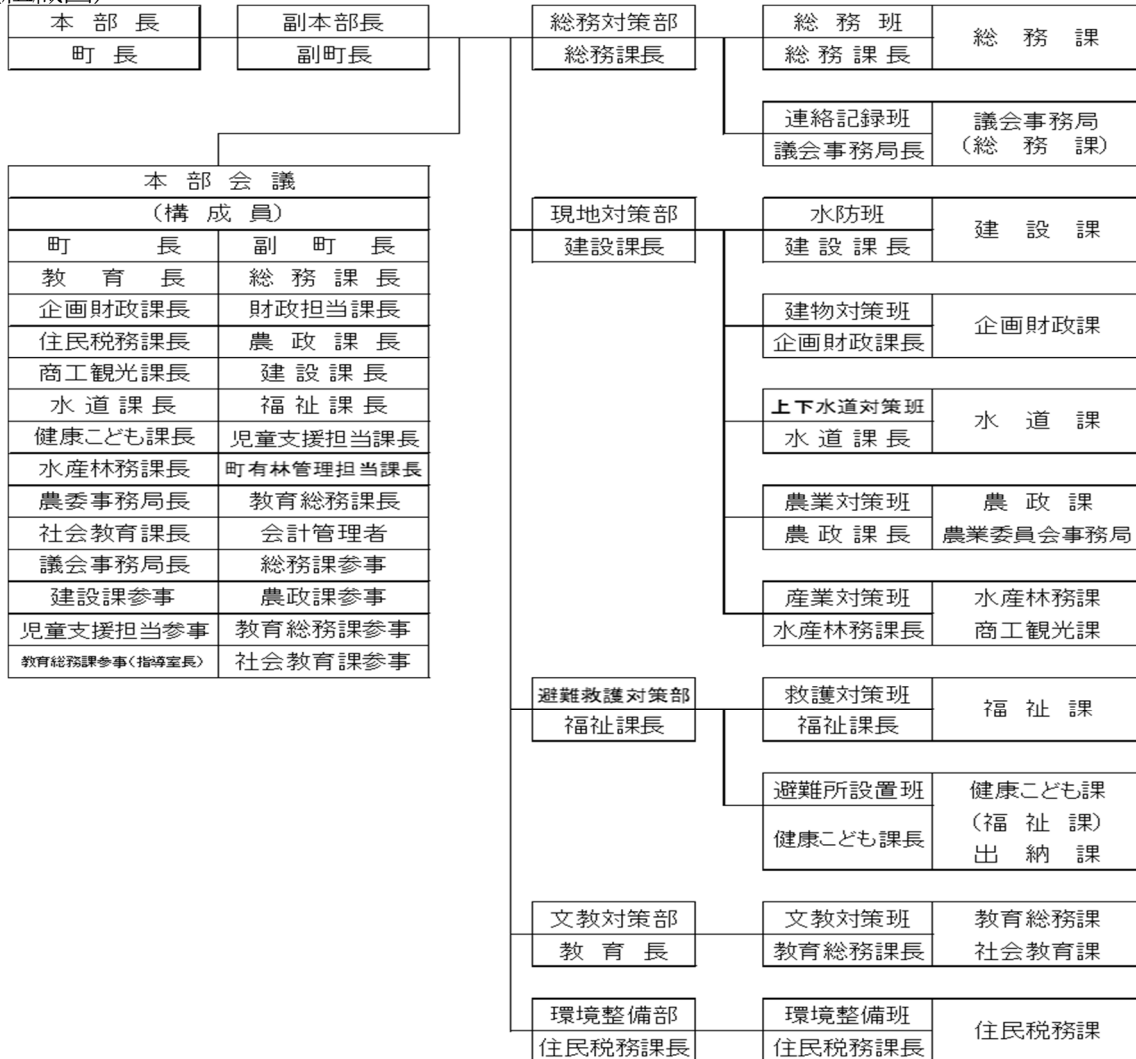 本部長
町長
副本部長
副町長
総務対策部
総務課長
総務班
総務課長
総務課
連絡記録班
議会事務局長
議会事務局
(総務課)
本部会議
(構成員)
町長 副町長
教育長 総務課長
企画財政課長 財政担当課長
住民税務課長 農政課長
商工観光課長 建設課長
水道課長 福祉課長
健康こども課長 児童支援担当課長
水産林務課長 町有林管理担当課長
農委事務局長 教育総務課長
社会教育課長 会計管理者
議会事務局長 総務課参事
建設課参事 農政課参事
児童支援担当参事 教育総務課参事
教育総務課参事(指導室長) 社会教育課参事
現地対策部
建設課長
水防班
建設課長
建設課
建物対策班
企画財政課長
企画財政課
上下水道対策班
水道課長
水道課
農業対策班
農政課長
農政課
農業委員会事務局
産業対策班
水産林務課長
水産林務課
商工観光課
避難救護対策部
福祉課長
救護対策班
福祉課長
福祉課
避難所設置班
健康こども課長
健康こども課
(福祉課)
出納課
文教対策部
教育長
文教対策班
教育総務課長
教育総務課
社会教育課
環境整備部
住民税務課長
環境整備班
住民税務課長
住民税務課